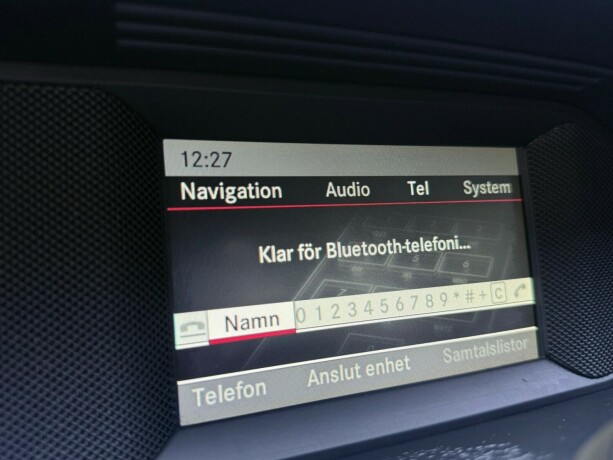 12:27
Navigation Audio Tel System
Klar för Bluetooth-telefoni...
Namn 0 1 2 3 4 5 6 7 8 9 * # + C
Telefon Anslut enhet Samtalslistor